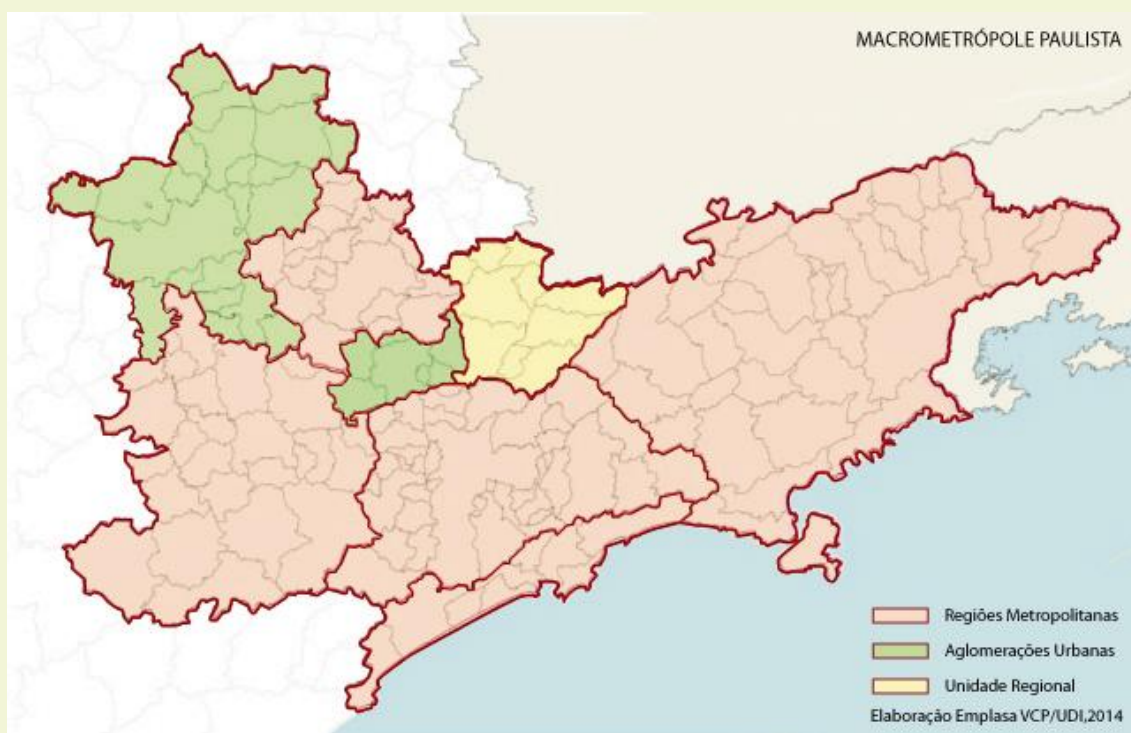 MACROMETRÓPOLE PAULISTA
Regiões Metropolitanas
Aglomerações Urbanas
Unidade Regional
Elaboração Emplasa VCP/UDI,2014